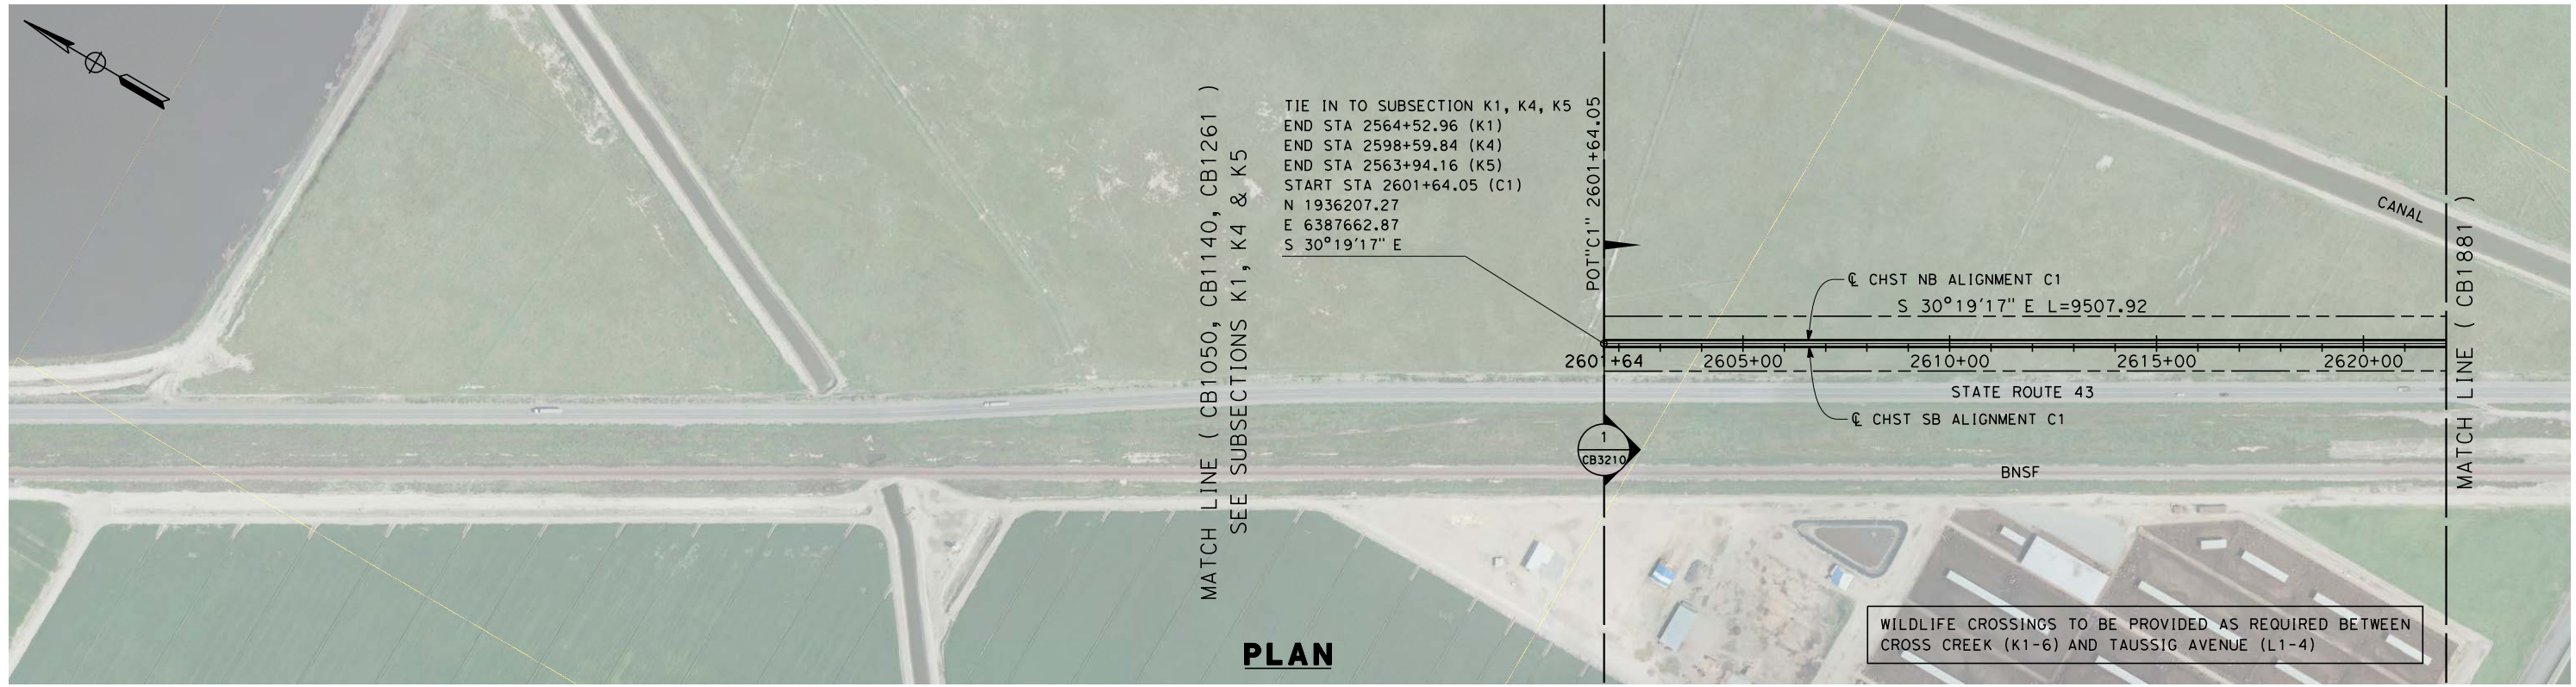 MATCH LINE ( CB1050, CB1140, CB1261 )
SEE SUBSECTIONS K1, K4 & K5
TIE IN TO SUBSECTION K1, K4, K5
END STA 2564+52.96 (K1)
END STA 2598+59.84 (K4)
END STA 2563+94.16 (K5)
START STA 2601+64.05 (C1)
N 1936207.27
E 6387662.87
S 30°19'17" E
POT"C1" 2601+64.05
℄ CHST NB ALIGNMENT C1
S 30°19'17" E L=9507.92
2601+64
2605+00
2610+00
2615+00
2620+00
STATE ROUTE 43
℄ CHST SB ALIGNMENT C1
1
CB3210
BNSF
CANAL
MATCH LINE ( CB1881 )
WILDLIFE CROSSINGS TO BE PROVIDED AS REQUIRED BETWEEN
CROSS CREEK (K1-6) AND TAUSSIG AVENUE (L1-4)
PLAN